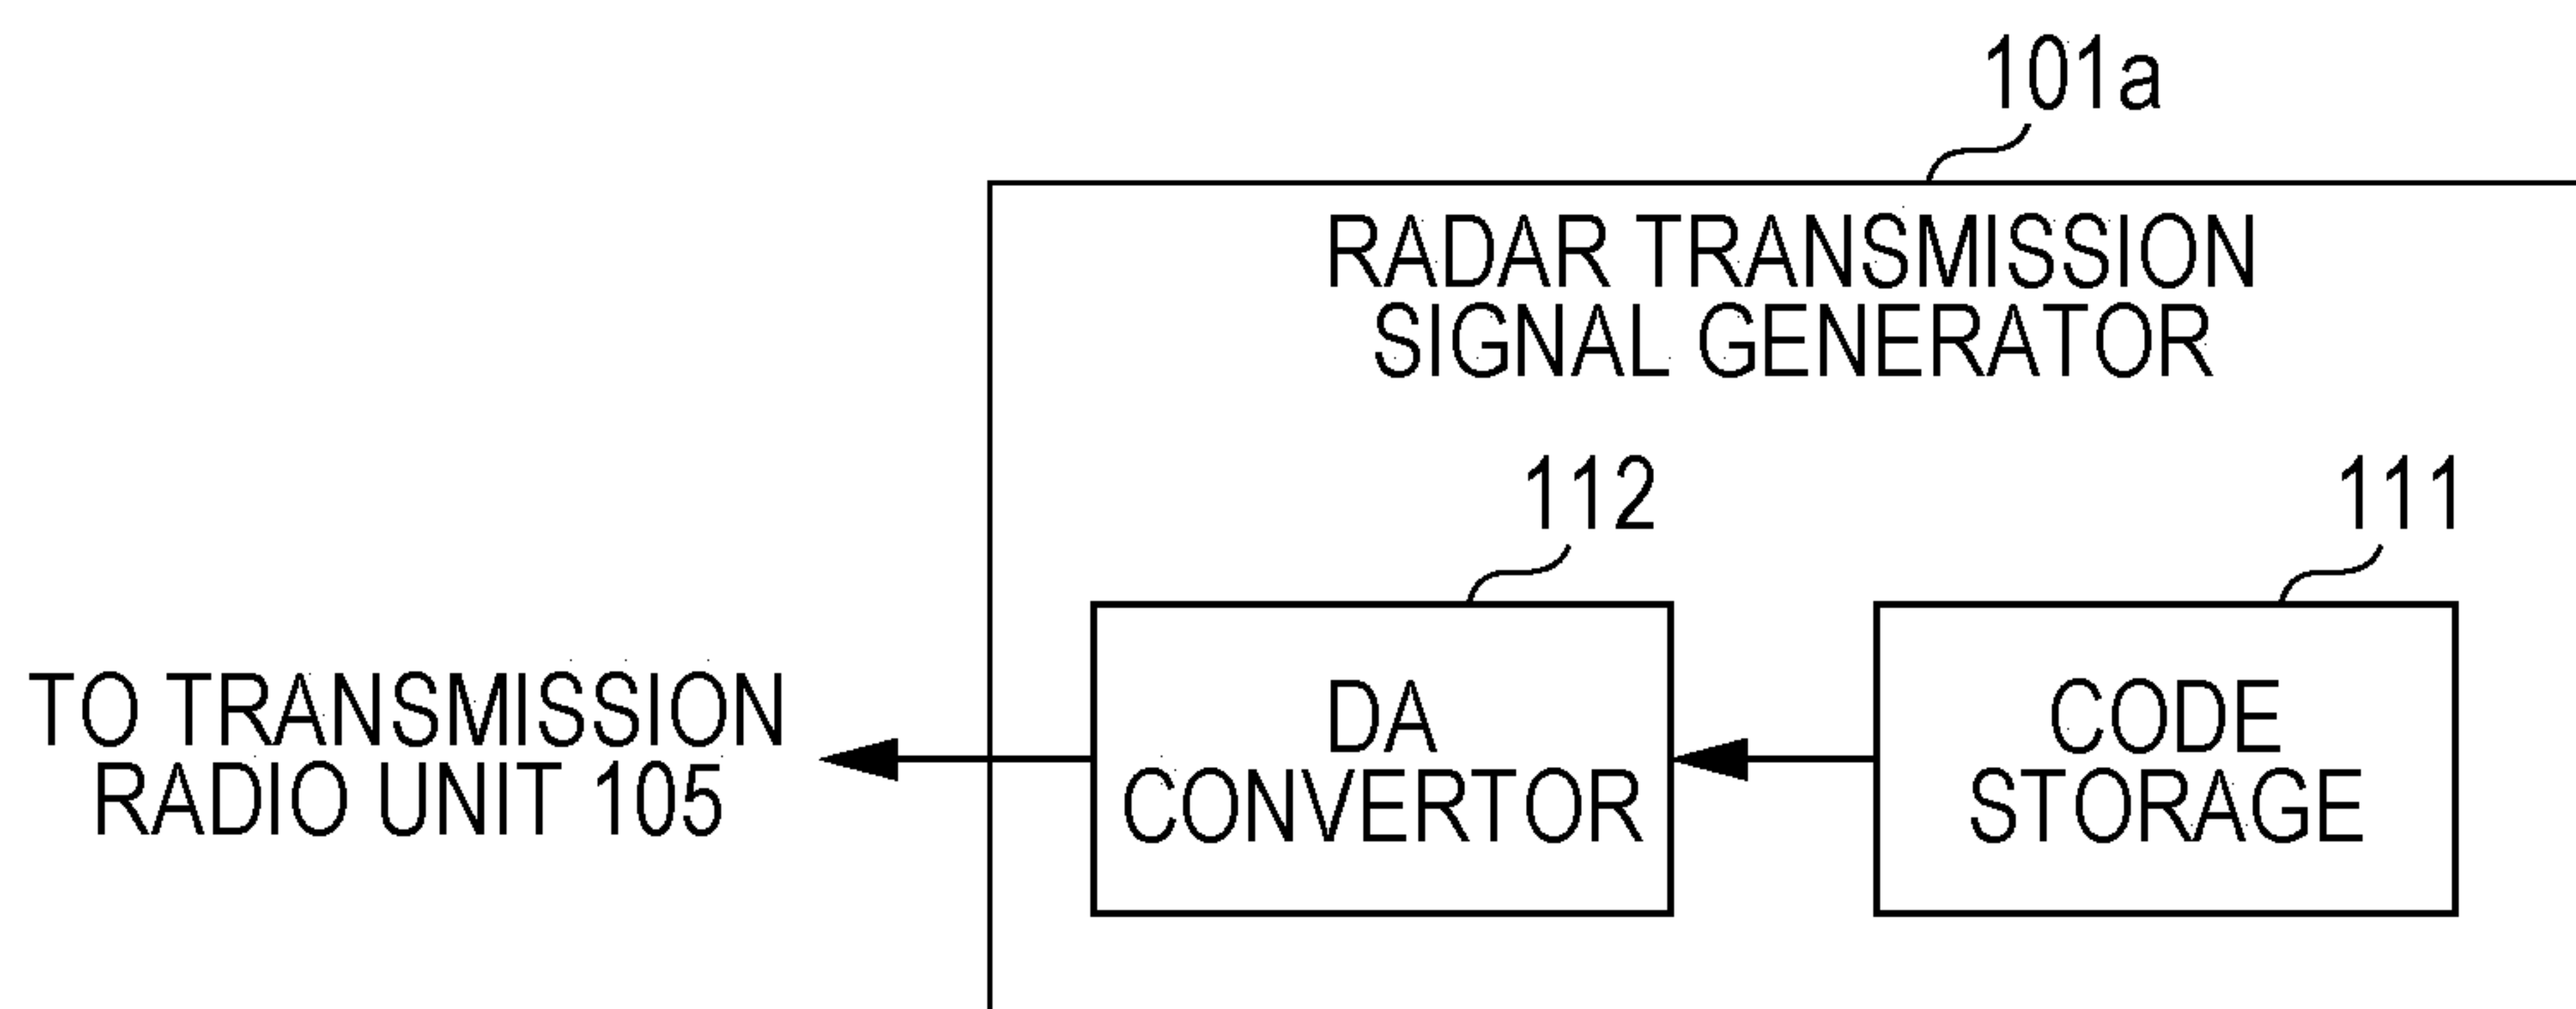 101a
RADAR TRANSMISSION
SIGNAL GENERATOR
112
111
TO TRANSMISSION
RADIO UNIT 105
DA
CONVERTOR
CODE
STORAGE